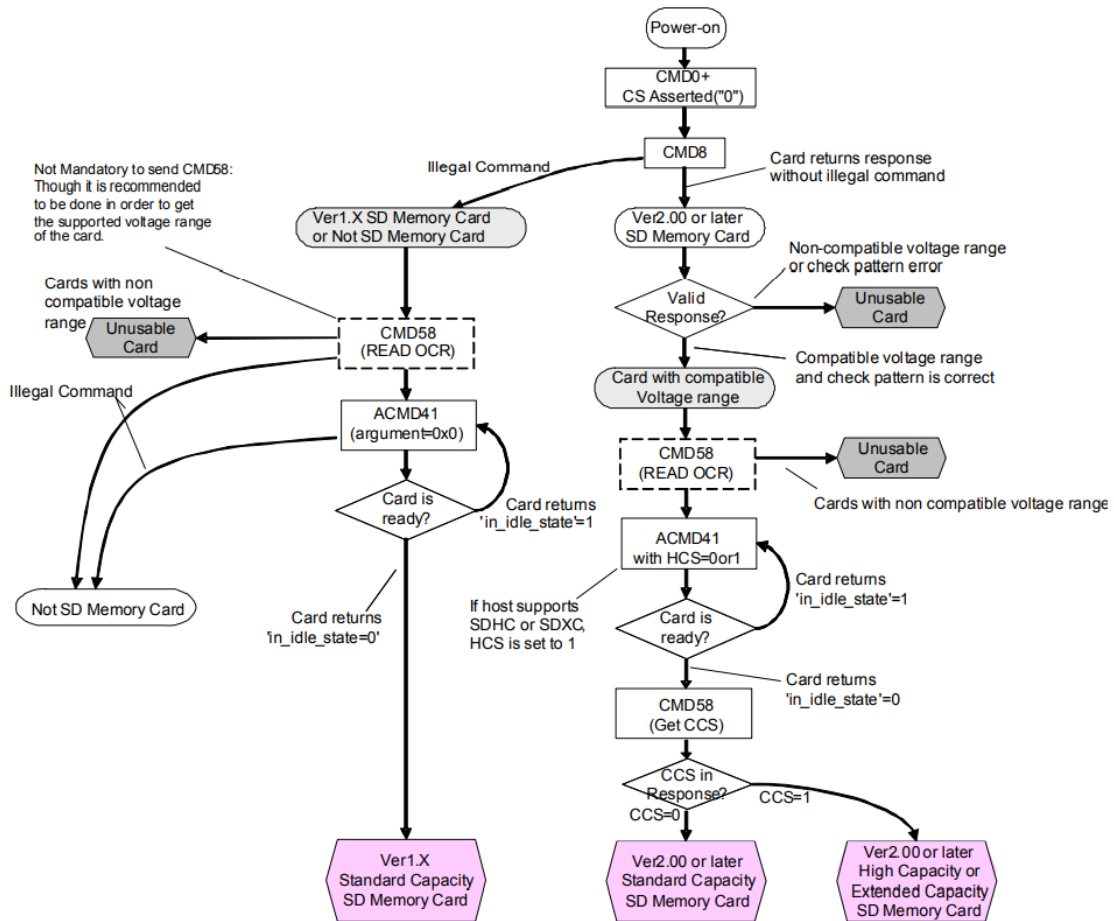 Power-on
CMD0+
CS Asserted("0")
CMD8
Illegal Command
Card returns response
without illegal command
Not Mandatory to send CMD58:
Though it is recommended
to be done in order to get
the supported voltage range
of the card.
Ver1.X SD Memory Card
or Not SD Memory Card
Ver2.00 or later
SD Memory Card
Non-compatible voltage range
or check pattern error
Cards with non
compatible voltage
range
Unusable
Card
CMD58
(READ OCR)
Valid
Response?
Unusable
Card
Compatible voltage range
and check pattern is correct
Illegal Command
Card with compatible
Voltage range
ACMD41
(argument=0x0)
CMD58
(READ OCR)
Unusable
Card
Cards with non compatible voltage range
Card is
ready?
Card returns
'in_idle_state'=1
ACMD41
with HCS=0or1
Card returns
'in_idle_state'=1
Not SD Memory Card
Card returns
'in_idle_state=0'
If host supports
SDHC or SDXC,
HCS is set to 1
Card is
ready?
Card returns
'in_idle_state'=0
CMD58
(Get CCS)
CCS in
Response?
CCS=0
CCS=1
Ver1.X
Standard Capacity
SD Memory Card
Ver2.00 or later
Standard Capacity
SD Memory Card
Ver2.00 or later
High Capacity or
Extended Capacity
SD Memory Card